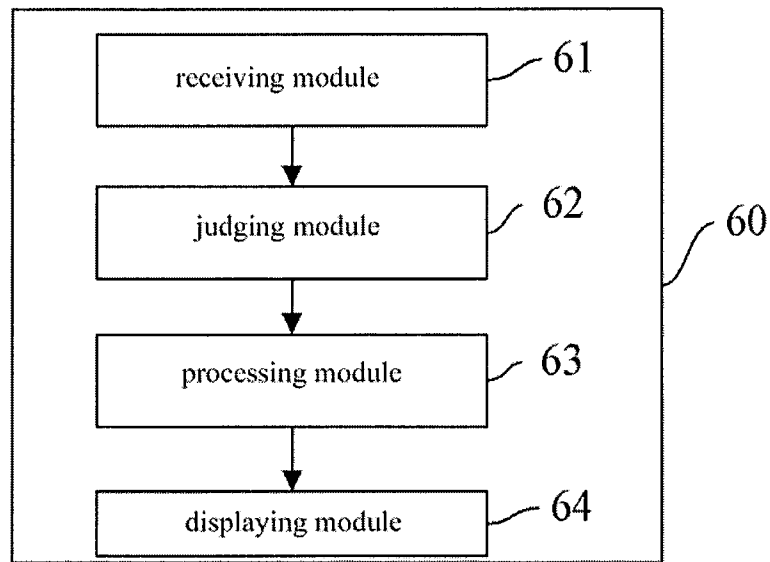 receiving module
61
judging module
62
60
processing module
63
displaying module
64